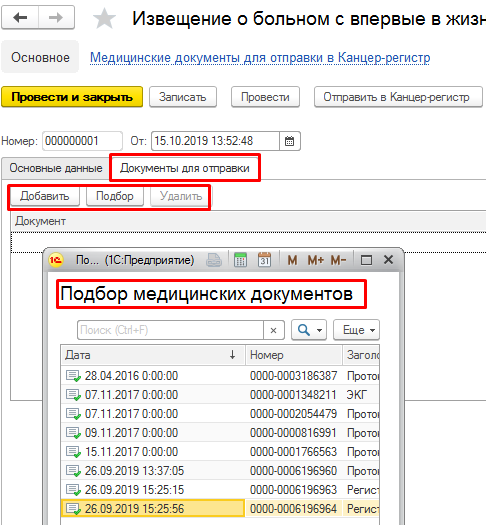 Извещение о больном с впервые в жизн
Основное Медицинские документы для отправки в Канцер-регистр
Провести и закрыть Записать Провести Отправить в Канцер-регистр
Номер: 000000001 От: 15.10.2019 13:52:48
Основные данные Документы для отправки
Добавить Подбор Удалить
Документ
1С По... (1С:Предприятие) 31 M M+ M-
Подбор медицинских документов
Поиск (Ctrl+F) × Еще
Дата ↓ Номер Заголо
28.04.2016 0:00:00 0000-0003186387 Прото
07.11.2017 0:00:00 0000-0001348211 ЭКГ
07.11.2017 0:00:00 0000-0002054479 Прото
09.11.2017 0:00:00 0000-0000816991 Прото
15.11.2017 0:00:00 0000-0001766563 Прото
26.09.2019 13:37:05 0000-0006196960 Прото
26.09.2019 15:25:15 0000-0006196963 Регист
26.09.2019 15:25:56 0000-0006196964 Регист